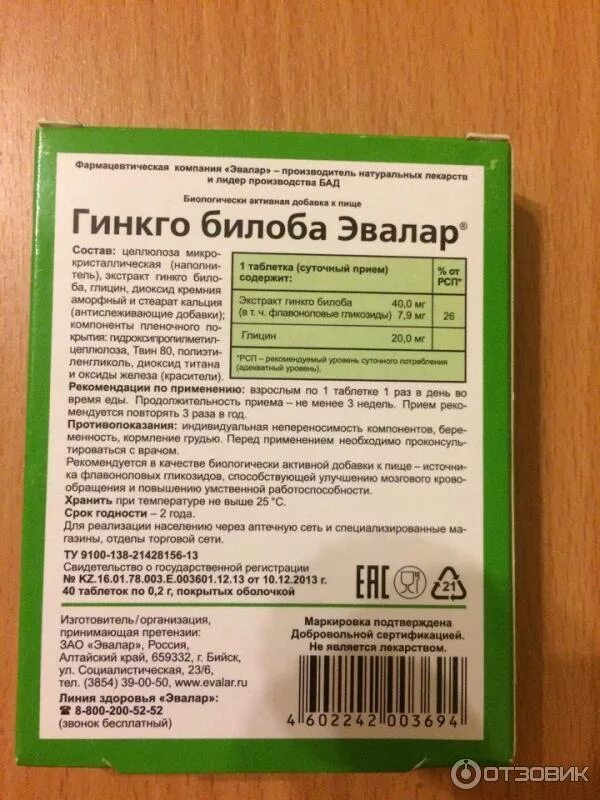 Фармацевтическая компания «Эвалар» – производитель натуральных лекарств
и лидер производства БАД
Биологически активная добавка к пище
Гинкго билоба Эвалар®
Состав: целлюлоза микро-
кристаллическая (наполни-
тель), экстракт гинкго било-
ба, глицин, диоксид кремния
аморфный и стеарат кальция
(антислеживающие добавки);
компоненты пленочного по-
крытия: гидроксипропилметил-
целлюлоза, Твин 80, полиэти-
ленгликоль, диоксид титана
и оксиды железа (красители).
1 таблетка (суточный прием)
содержит:
% от
РСП*
Экстракт гинкго билоба 40,0 мг
(в т. ч. флавоноловые гликозиды) 7,9 мг
26
Глицин 20,0 мг
*РСП – рекомендуемый уровень суточного потребления
(адекватный уровень).
Рекомендации по применению: взрослым по 1 таблетке 1 раз в день во
время еды. Продолжительность приема – не менее 3 недель. Прием реко-
мендуется повторять 3 раза в год.
Противопоказания: индивидуальная непереносимость компонентов, бере-
менность, кормление грудью. Перед применением необходимо проконсуль-
тироваться с врачом.
Рекомендуется в качестве биологически активной добавки к пище – источни-
ка флавоноловых гликозидов, способствующей улучшению мозгового крово-
обращения и повышению умственной работоспособности.
Хранить при температуре не выше 25 °С.
Срок годности – 2 года.
Для реализации населению через аптечную сеть и специализированные ма-
газины, отделы торговой сети.
ТУ 9100-138-21428156-13
Свидетельство о государственной регистрации
№ KZ.16.01.78.003.E.003601.12.13 от 10.12.2013 г.
40 таблеток по 0,2 г, покрытых оболочкой
EAC
21
Изготовитель/организация,
принимающая претензии:
ЗАО «Эвалар», Россия,
Алтайский край, 659332, г. Бийск,
ул. Социалистическая, 23/6,
тел. (3854) 39-00-50, www.evalar.ru
Линия здоровья «Эвалар»:
☎ 8-800-200-52-52
(звонок бесплатный)
Маркировка подтверждена
Добровольной сертификацией.
Не является лекарством.
4 602242 003694
ОТЗОВИК